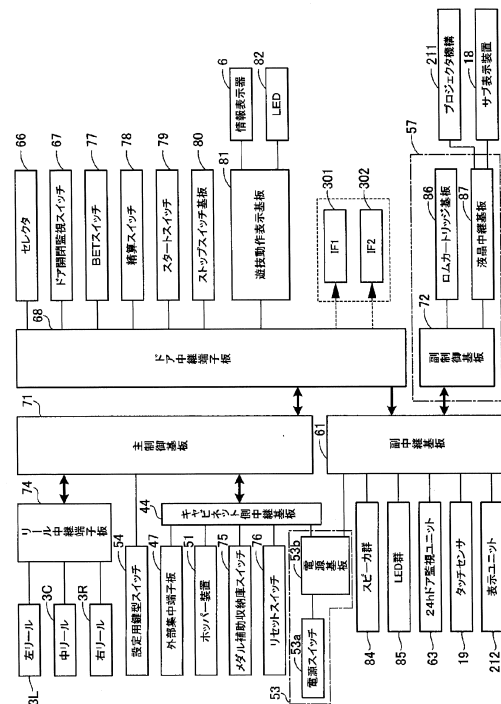 66
セレクタ
67
ドア開閉監視スイッチ
77
BETスイッチ
78
精算スイッチ
79
スタートスイッチ
80
ストップスイッチ基板
81
遊技動作表示基板
6
情報表示器
82
LED
301
IF1
302
IF2
68
ドア中継端子板
71
主制御基板
74
リール中継端子板
左リール
3L
中リール
3C
右リール
3R
54
設定用鍵型スイッチ
44
キャビネット側中継基板
47
外部集中端子板
51
ホッパー装置
75
メダル補助収納庫スイッチ
76
リセットスイッチ
53
53a
電源スイッチ
53b
電源基板
61
副中継基板
84
スピーカ群
85
LED群
63
24hドア監視ユニット
19
タッチセンサ
212
表示ユニット
57
72
副制御基板
86
ロムカートリッジ基板
87
液晶中継基板
211
プロジェクタ機構
18
サブ表示装置